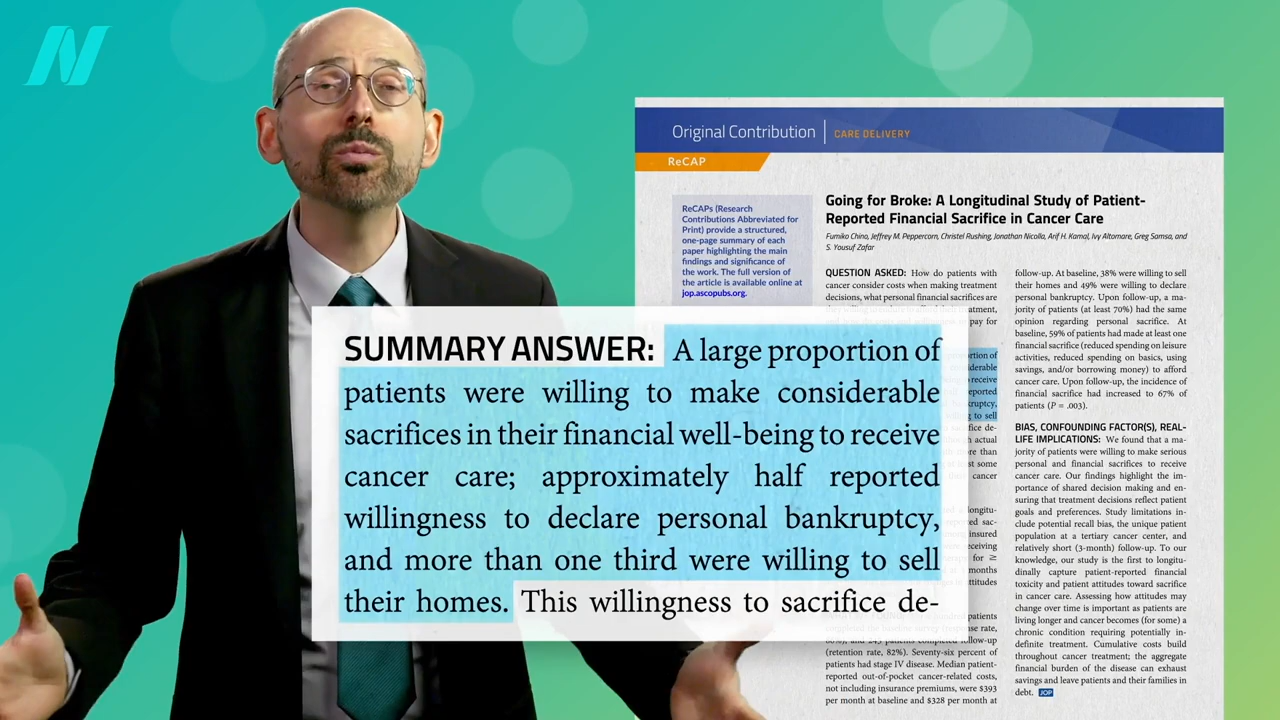 Original Contribution
CARE DELIVERY
ReCAP
ReCAPs (Research
Contributions Abbreviated for
Print) provide a structured,
one-page summary of each
paper highlighting the main
findings and significance of
the work. The full version of
the article is available online at
jop.ascopubs.org.
Going for Broke: A Longitudinal Study of Patient-
Reported Financial Sacrifice in Cancer Care
Fumiko Chino, Jeffrey M. Peppercorn, Christel Rushing, Jonathan Nicolla, Arif H. Kamal, Ivy Altomare, Greg Samsa, and
S. Yousuf Zafar
QUESTION ASKED: How do patients with
cancer consider costs when making treatment
decisions, what personal financial sacrifices are
SUMMARY ANSWER: A large proportion of
patients were willing to make considerable
sacrifices in their financial well-being to receive
cancer care; approximately half reported
willingness to declare personal bankruptcy,
and more than one third were willing to sell
their homes. This willingness to sacrifice de-
(retention rate, 82%). Seventy-six percent of
patients had stage IV disease. Median patient-
reported out-of-pocket cancer-related costs,
not including insurance premiums, were $393
per month at baseline and $328 per month at
follow-up. At baseline, 38% were willing to sell
their homes and 49% were willing to declare
personal bankruptcy. Upon follow-up, a ma-
jority of patients (at least 70%) had the same
opinion regarding personal sacrifice. At
baseline, 59% of patients had made at least one
financial sacrifice (reduced spending on leisure
activities, reduced spending on basics, using
savings, and/or borrowing money) to afford
cancer care. Upon follow-up, the incidence of
financial sacrifice had increased to 67% of
patients (P = .003).
BIAS, CONFOUNDING FACTOR(S), REAL-
LIFE IMPLICATIONS: We found that a ma-
jority of patients were willing to make serious
personal and financial sacrifices to receive
cancer care. Our findings highlight the im-
portance of shared decision making and en-
suring that treatment decisions reflect patient
goals and preferences. Study limitations in-
clude potential recall bias, the unique patient
population at a tertiary cancer center, and
relatively short (3-month) follow-up. To our
knowledge, our study is the first to longitu-
dinally capture patient-reported financial
toxicity and patient attitudes toward sacrifice
in cancer care. Assessing how attitudes may
change over time is important as patients are
living longer and cancer becomes (for some) a
chronic condition requiring potentially in-
definite treatment. Cumulative costs build
throughout cancer treatment; the aggregate
financial burden of the disease can exhaust
savings and leave patients and their families in
debt. JOP